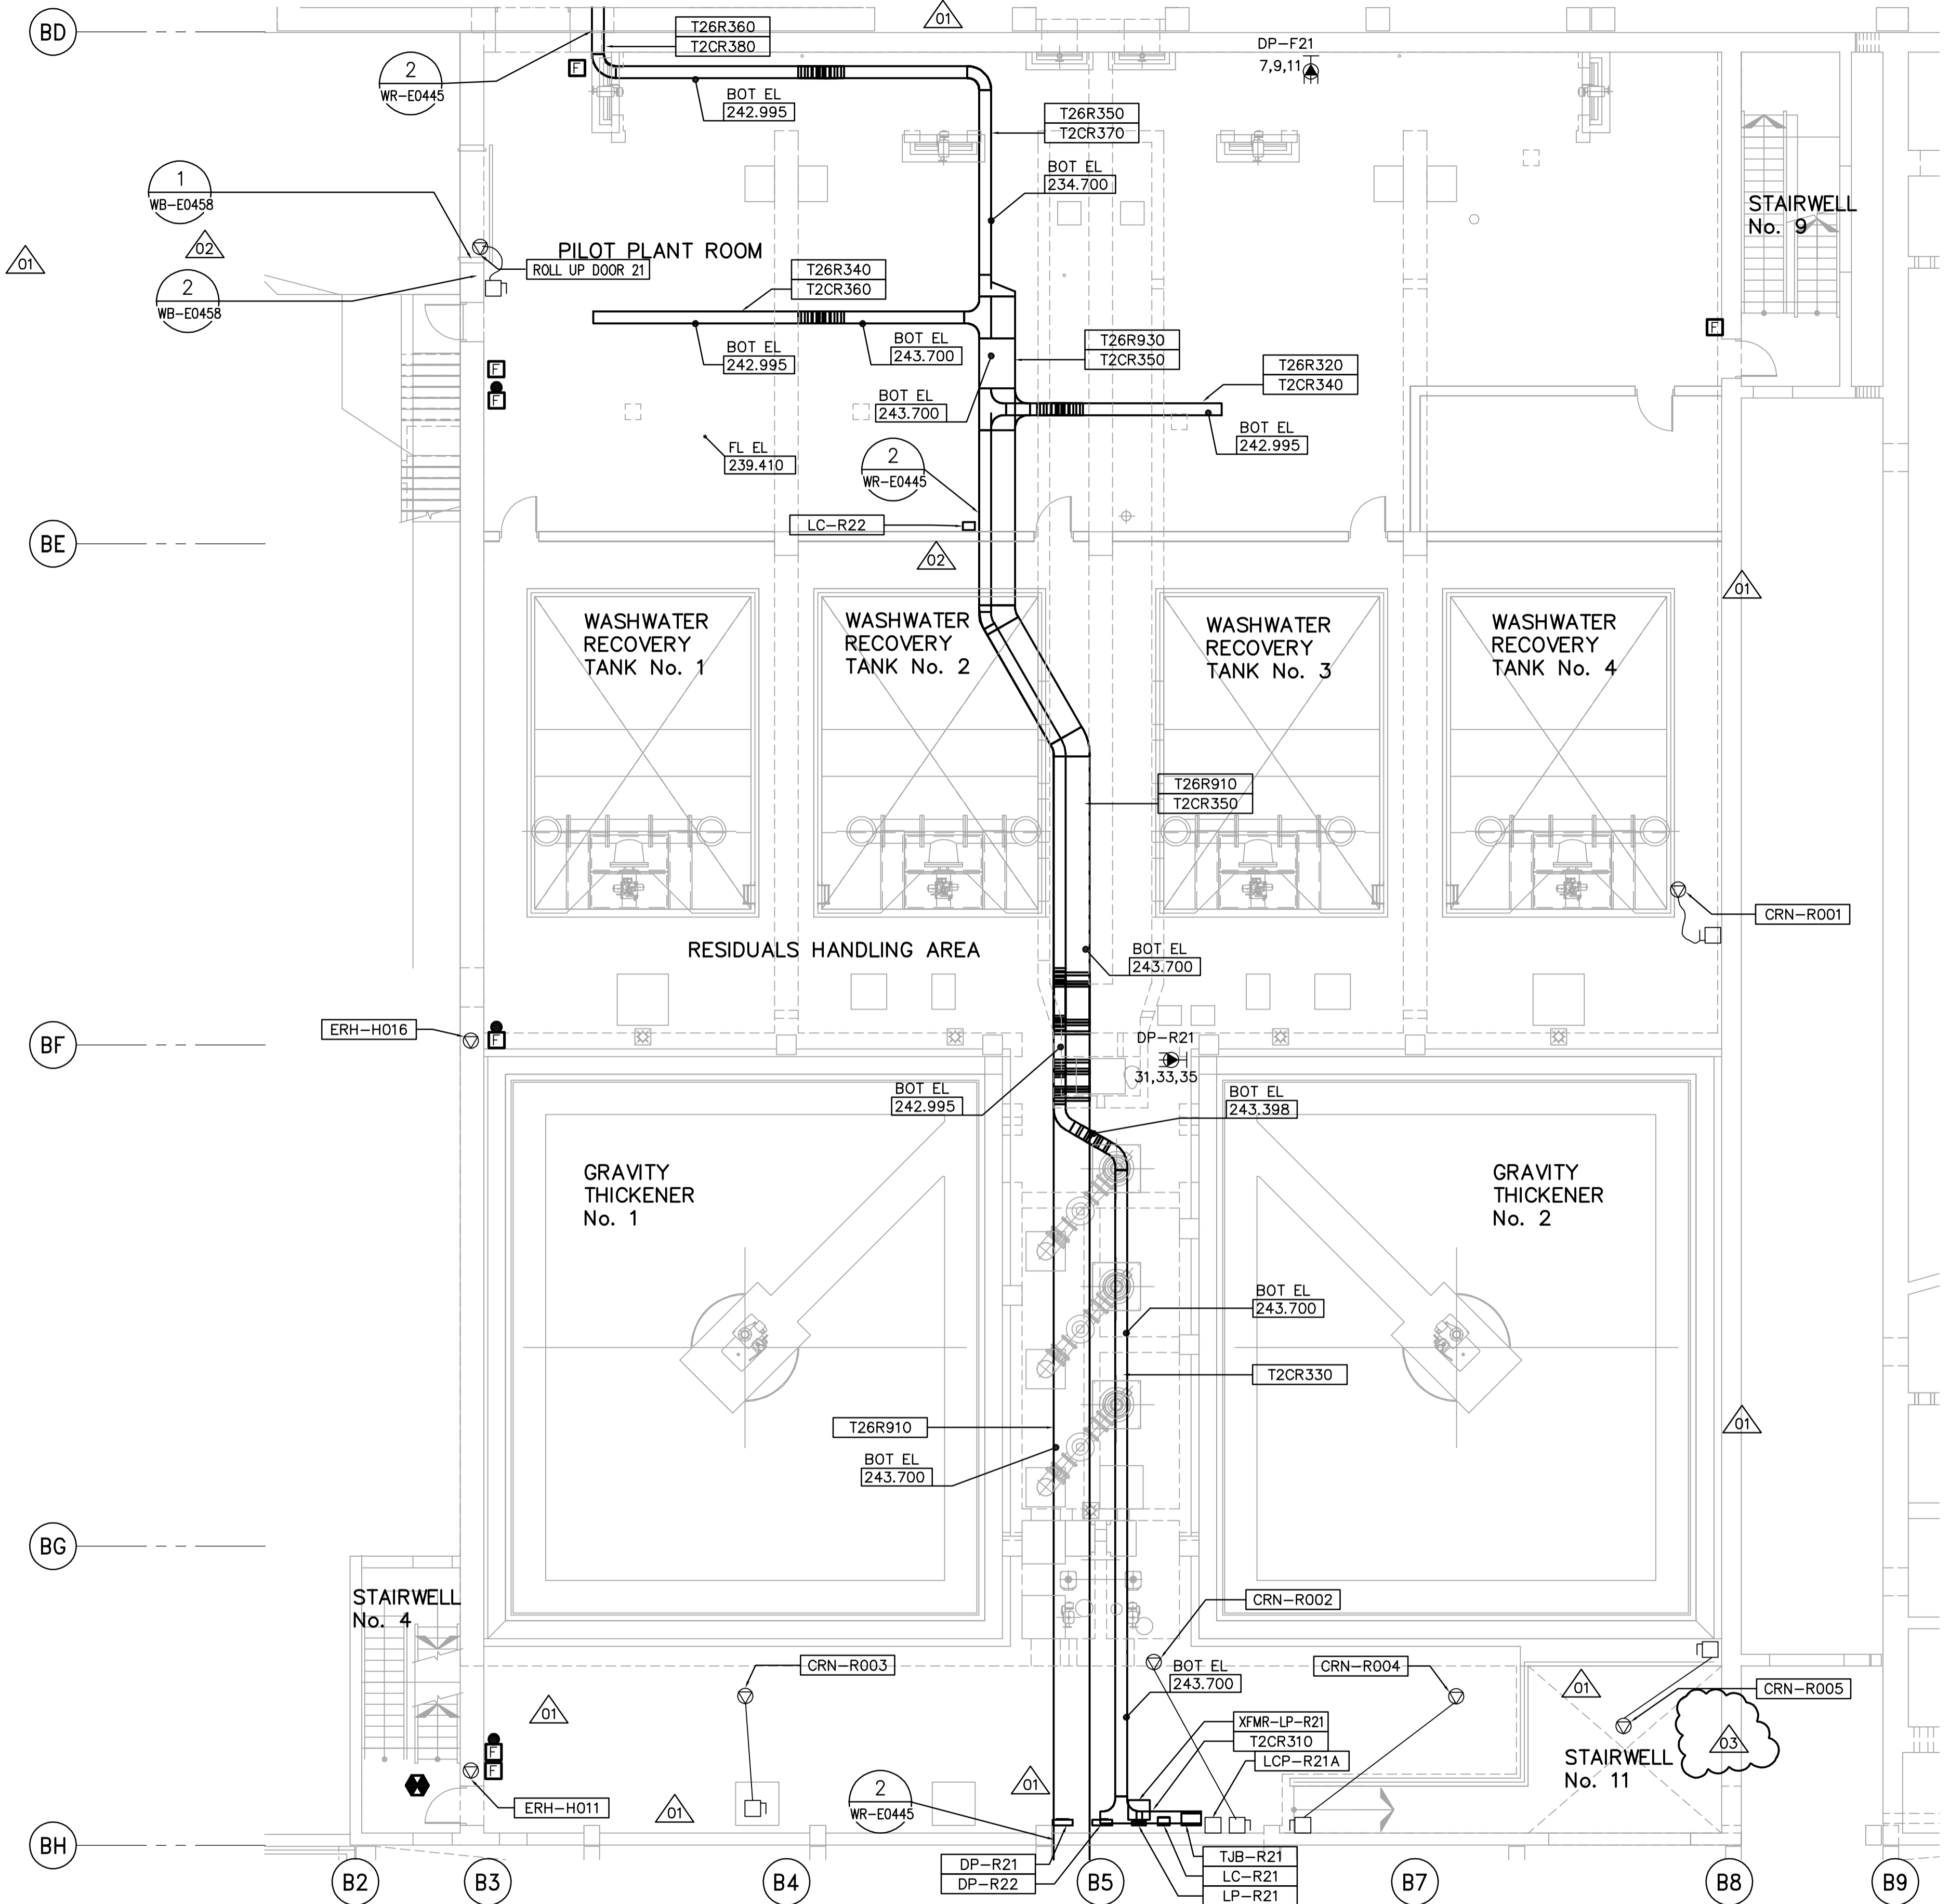 BD
01
T26R360
T2CR380
DP-F21
7,9,11
2
WR-E0445
F
BOT EL
242.995
T26R350
T2CR370
BOT EL
234.700
1
WB-E0458
01
02
PILOT PLANT ROOM
ROLL UP DOOR 21
STAIRWELL
No. 9
2
WB-E0458
T26R340
T2CR360
F
BOT EL
242.995
BOT EL
243.700
T26R930
T2CR350
T26R320
T2CR340
F
F
BOT EL
243.700
BOT EL
242.995
FL EL
239.410
2
WR-E0445
LC-R22
BE
02
01
WASHWATER
RECOVERY
TANK No. 1
WASHWATER
RECOVERY
TANK No. 2
WASHWATER
RECOVERY
TANK No. 3
WASHWATER
RECOVERY
TANK No. 4
T26R910
T2CR350
CRN-R001
RESIDUALS HANDLING AREA
BOT EL
243.700
ERH-H016
F
BF
DP-R21
31,33,35
BOT EL
242.995
BOT EL
243.398
GRAVITY
THICKENER
No. 1
GRAVITY
THICKENER
No. 2
BOT EL
243.700
T2CR330
T26R910
01
BOT EL
243.700
BG
STAIRWELL
No. 4
CRN-R002
CRN-R003
BOT EL
243.700
CRN-R004
01
CRN-R005
01
XFMR-LP-R21
T2CR310
LCP-R21A
03
F
F
STAIRWELL
No. 11
ERH-H011
01
2
WR-E0445
01
BH
DP-R21
DP-R22
TJB-R21
LC-R21
LP-R21
B2
B3
B4
B5
B7
B8
B9